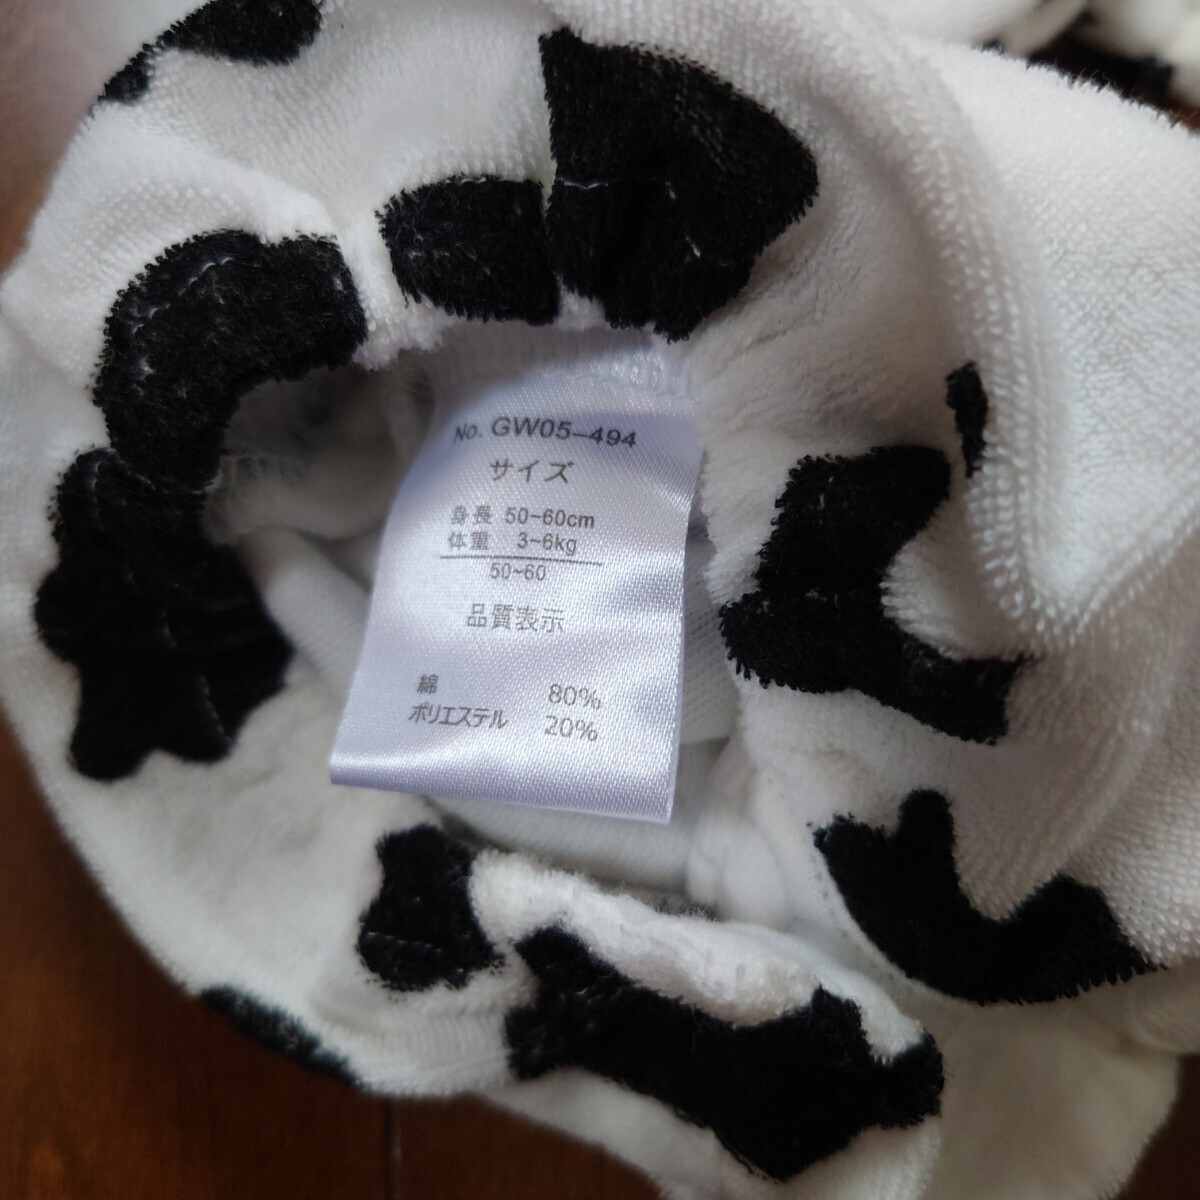 No. GW05-494
サイズ
身長 50~60cm
体重 3~6kg
50~60
品質表示
綿 80%
ポリエステル 20%